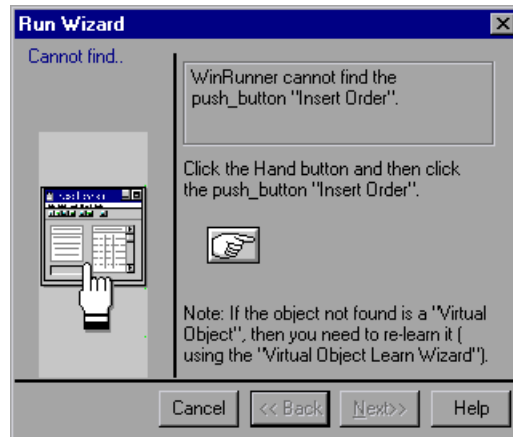 Run Wizard
Cannot find..
WinRunner cannot find the
push_button "Insert Order".
Click the Hand button and then click
the push_button "Insert Order".
Note: If the object not found is a "Virtual
Object", then you need to re-learn it (
using the "Virtual Object Learn Wizard").
Cancel
<< Back
Next>>
Help